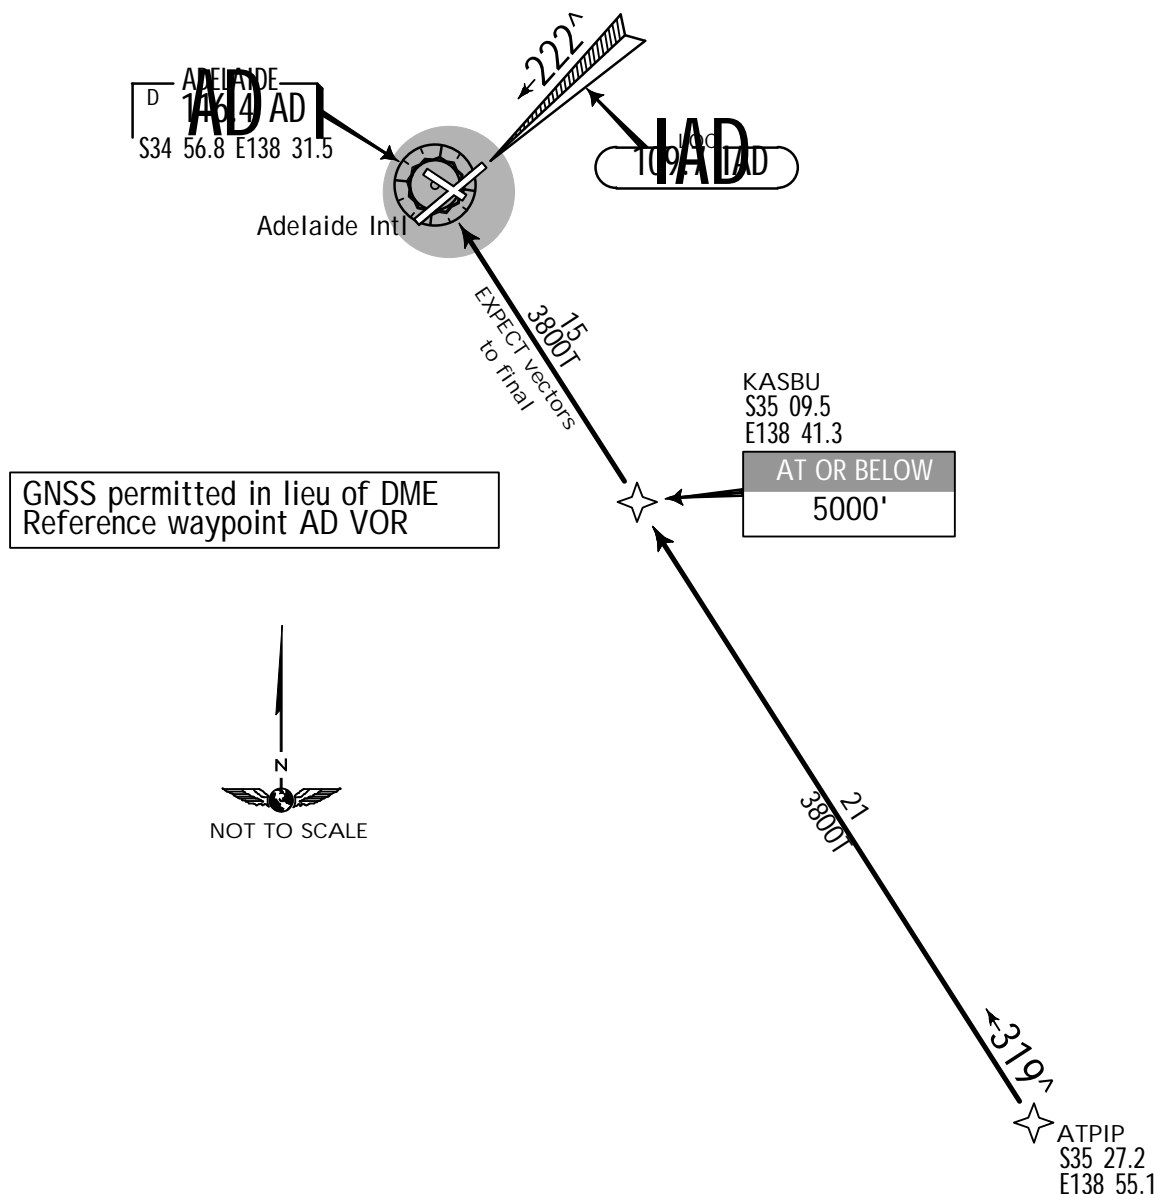 222^
ADELAIDE
D
116.4 AD
AD
S34 56.8 E138 31.5
LOC
109.7 IAD
IAD
Adelaide Intl
15
3800T
EXPECT vectors
to final
KASBU
S35 09.5
E138 41.3
AT OR BELOW
5000'
GNSS permitted in lieu of DME
Reference waypoint AD VOR
N
NOT TO SCALE
21
3800T
319^
ATPIP
S35 27.2
E138 55.1